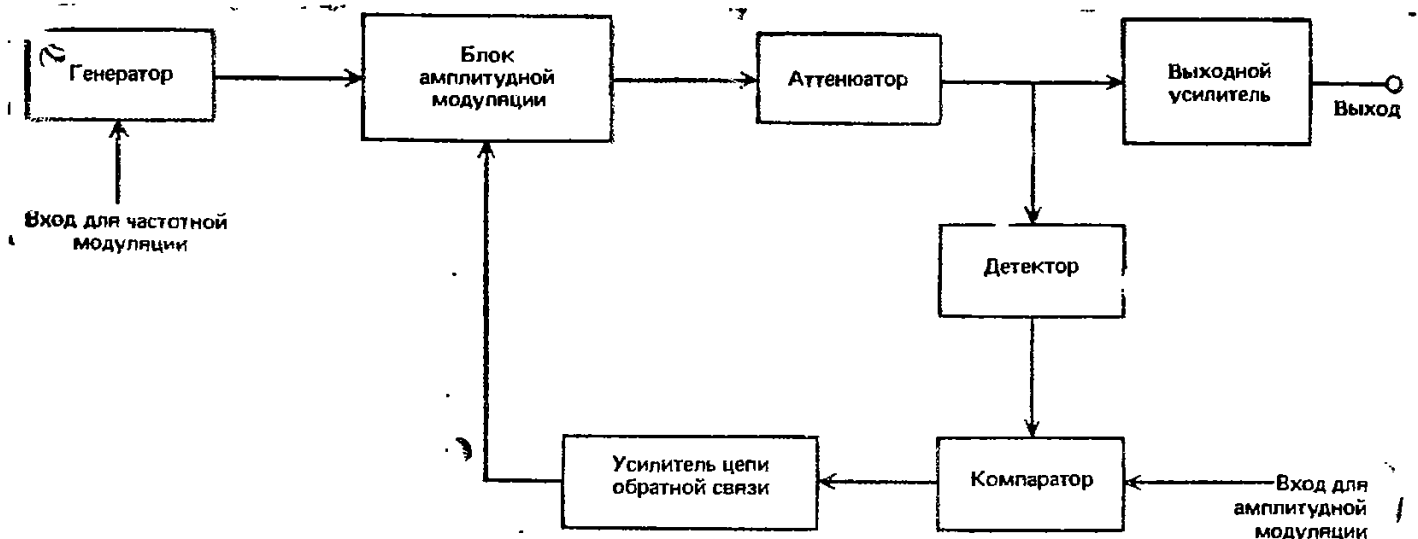 Генератор
Блок
амплитудной
модуляции
Аттенюатор
Выходной
усилитель
Выход
Вход для частотной
модуляции
Детектор
Усилитель цепи
обратной связи
Компаратор
Вход для
амплитудной
модуляции